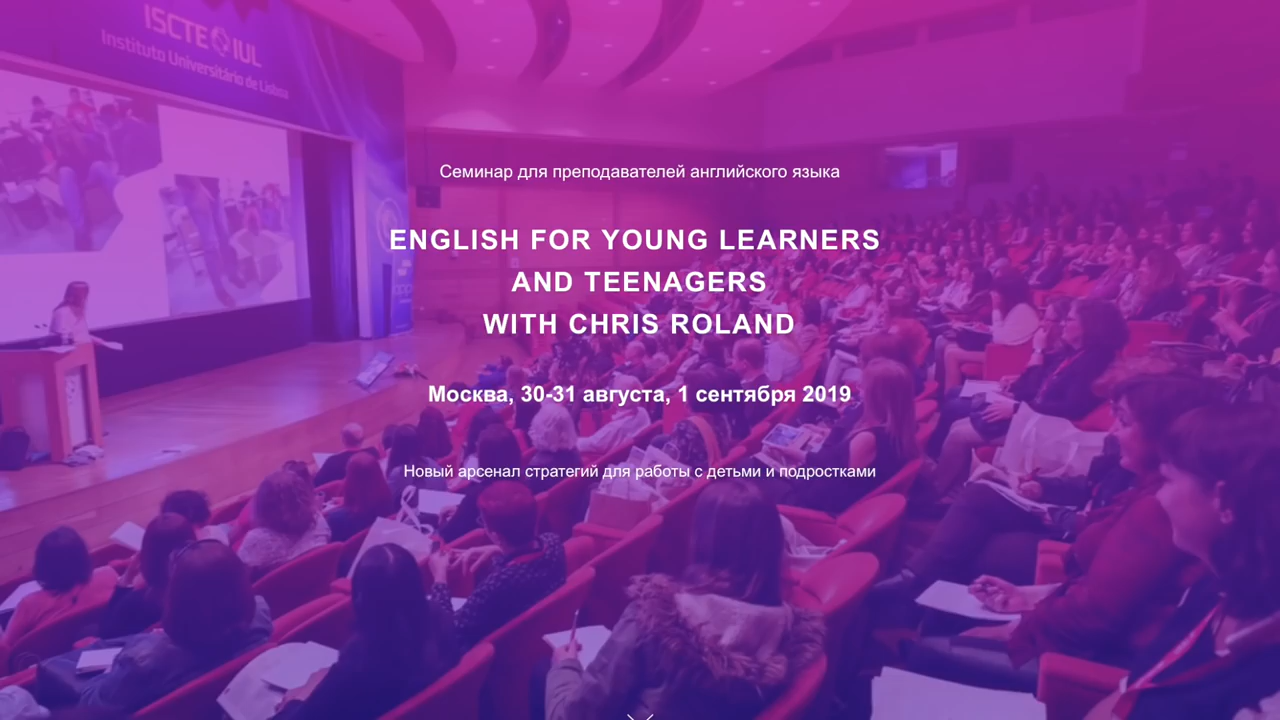 ISCTE IUL
Instituto Universitário de Lisboa
Семинар для преподавателей английского языка
ENGLISH FOR YOUNG LEARNERS
AND TEENAGERS
WITH CHRIS ROLAND
Москва, 30-31 августа, 1 сентября 2019
Новый арсенал стратегий для работы с детьми и подростками